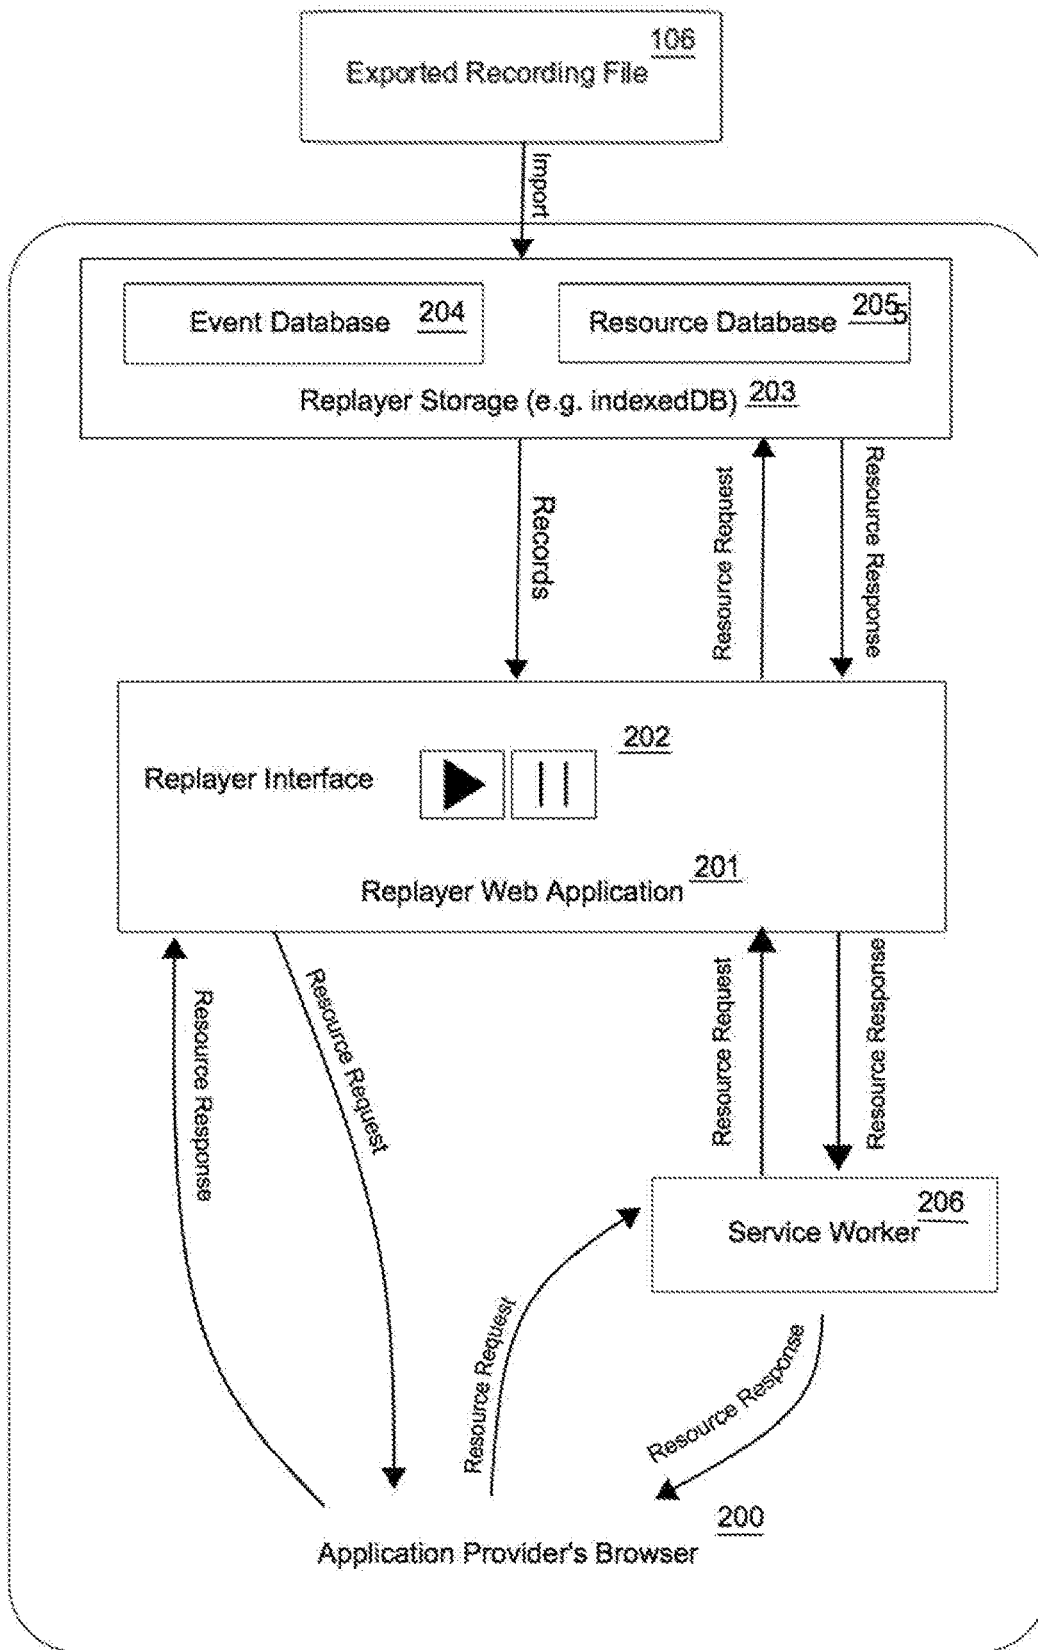 106
Exported Recording File
Import
Event Database 204
Resource Database 205
5
Replayer Storage (e.g. indexedDB) 203
Records
Resource Request
Resource Response
202
Replayer Interface
Replayer Web Application 201
Resource Response
Resource Request
Resource Request
Resource Response
206
Service Worker
Resource Request
Resource Response
200
Application Provider's Browser